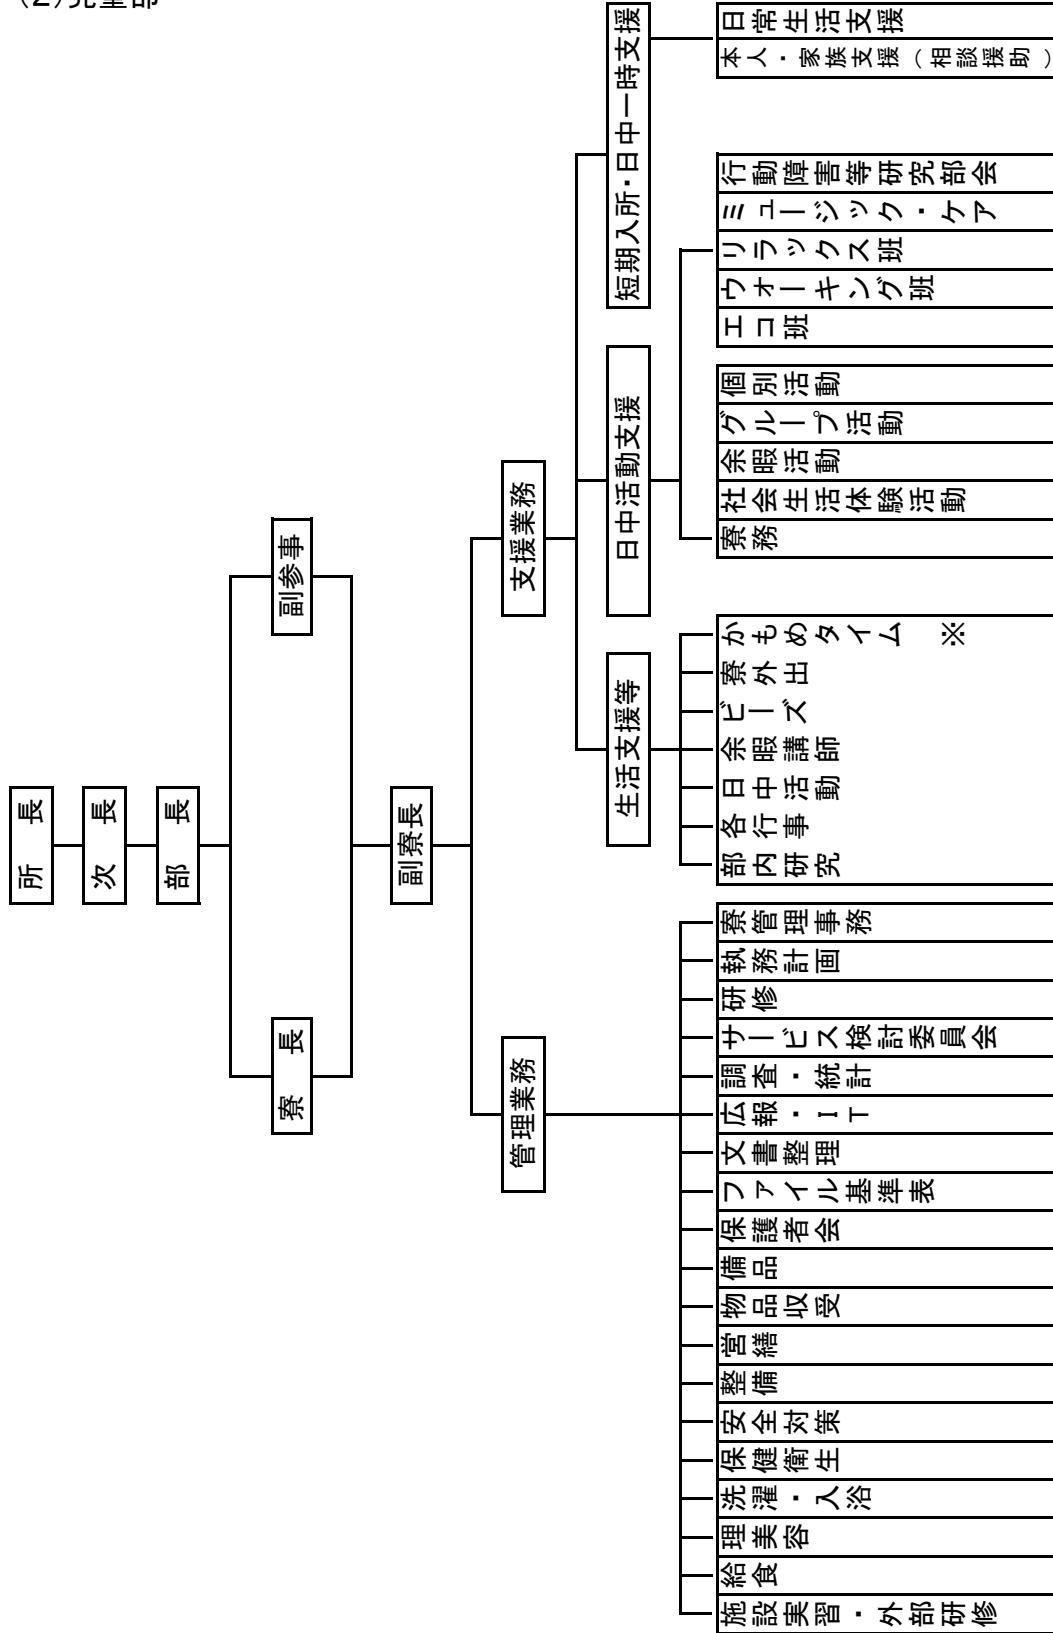 (2)児童部
所　長
次　長
部　長
寮　長
副参事
副寮長
管理業務
支援業務
生活支援等
日中活動支援
短期入所・日中一時支援
施設実習・外部研修
給食
理美容
洗濯・入浴
保健衛生
安全対策
整備
営繕
物品収受
備品
保護者会
ファイル基準表
文書整理
広報・IT
調査・統計
サービス検討委員会
研修
執務計画
寮管理事務
部内研究
各行事
日中活動
余暇講師
ビーズ
寮外出
かもめタイム　※
寮務
社会生活体験活動
余暇活動
グループ活動
個別活動
エコ班
ウオーキング班
リラックス班
ミュージック・ケア
行動障害等研究部会
本人・家族支援(相談援助)
日常生活支援